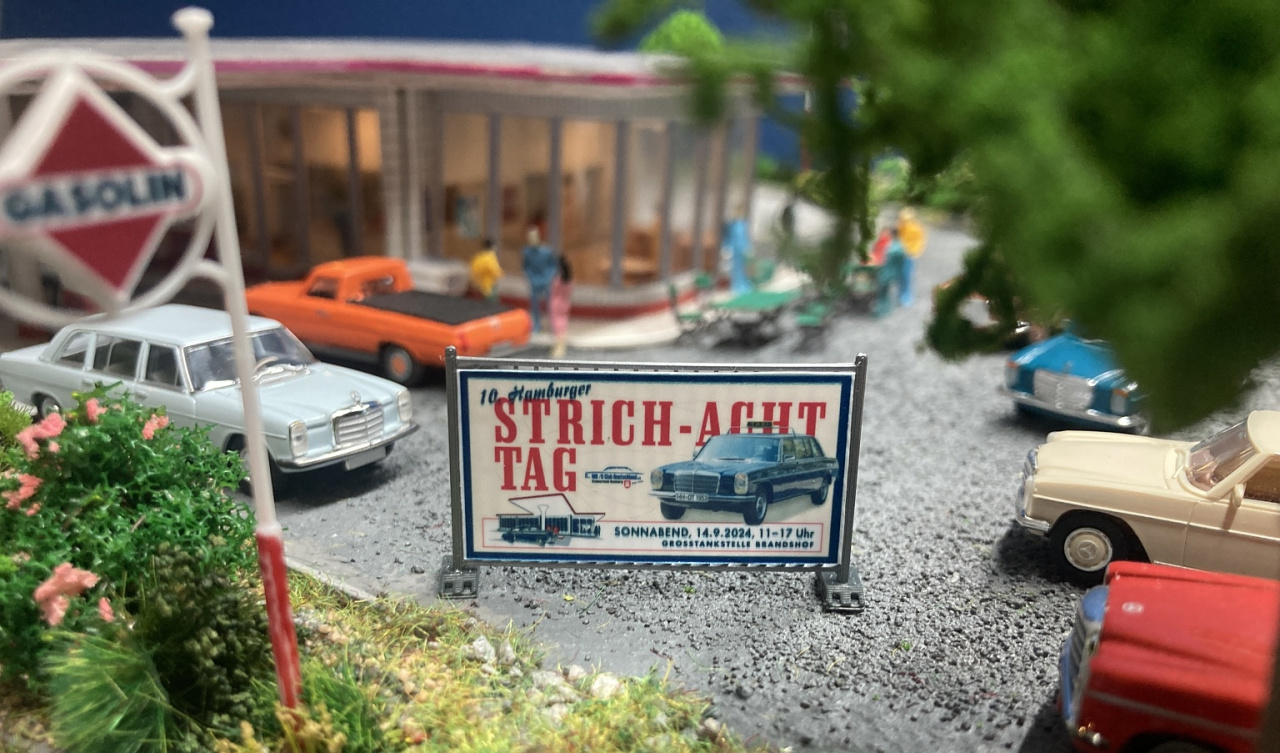 GASOLIN
10. Hamburger
STRICH-ACHT
TAG
SONNABEND, 14.9.2024, 11–17 Uhr
GROSSTANKSTELLE BRANDSHOF